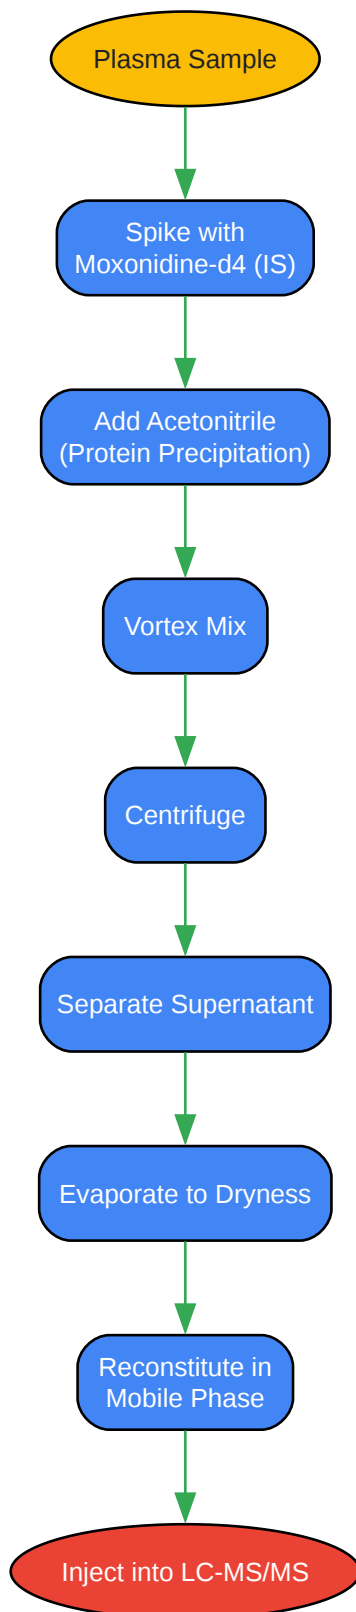 Plasma Sample
Spike with
Moxonidine-d4 (IS)
Add Acetonitrile
(Protein Precipitation)
Vortex Mix
Centrifuge
Separate Supernatant
Evaporate to Dryness
Reconstitute in
Mobile Phase
Inject into LC-MS/MS